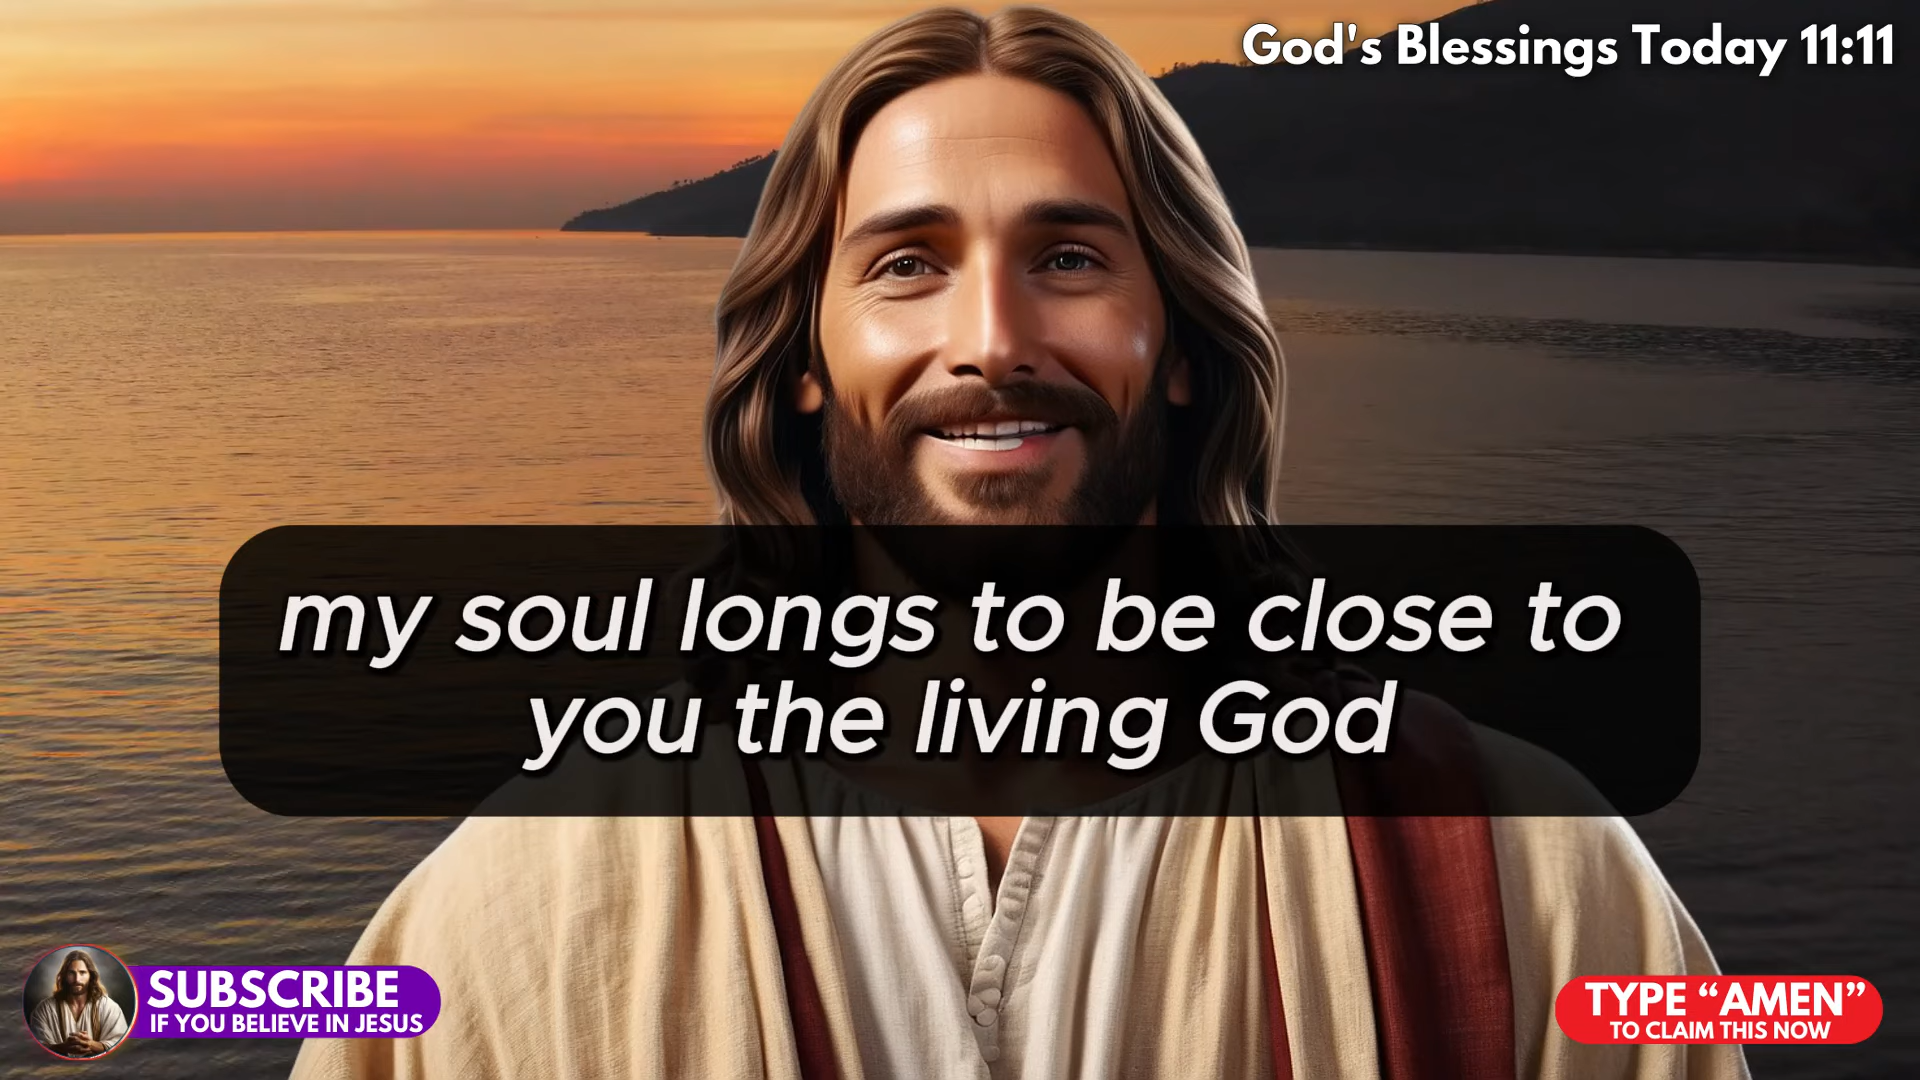 God's Blessings Today 11:11
my soul longs to be close to
you the living God
SUBSCRIBE
IF YOU BELIEVE IN JESUS
TYPE “AMEN”
TO CLAIM THIS NOW